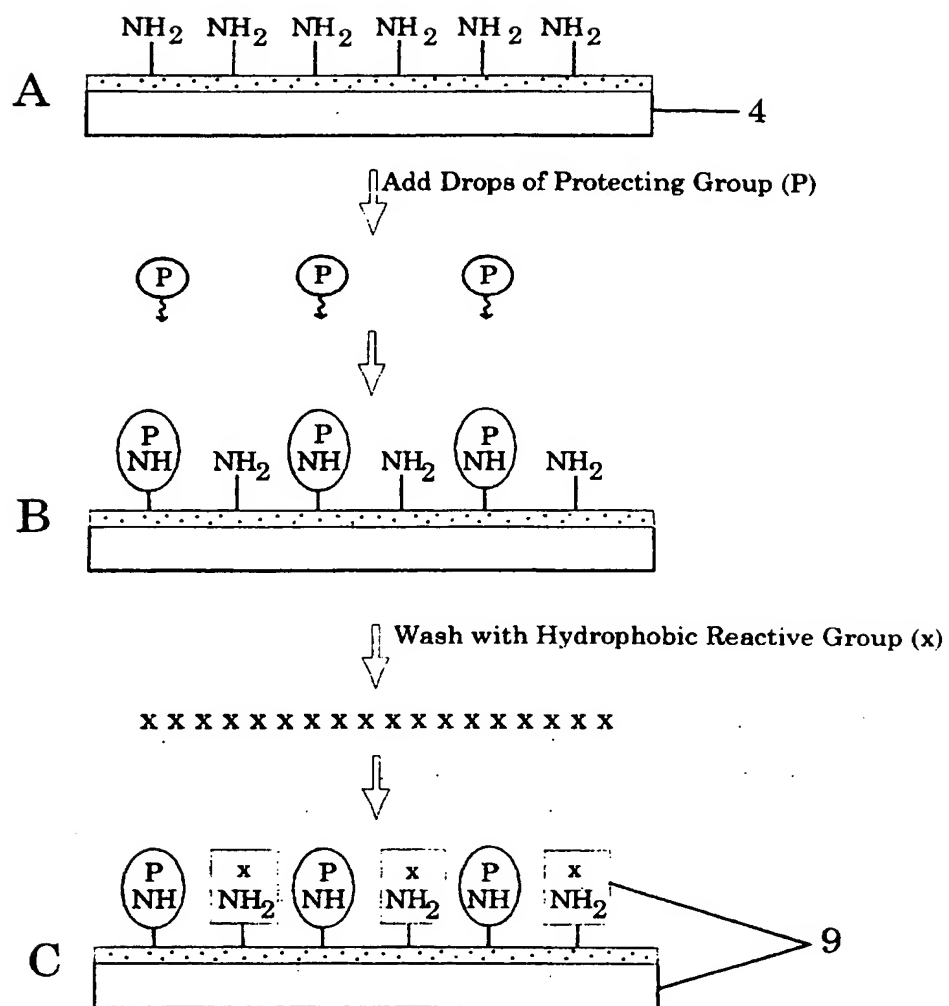 NH2 NH2 NH2 NH2 NH2 NH2
A
4
Add Drops of Protecting Group (P)
P P P
P P P
NH NH2 NH NH2 NH NH2
B
Wash with Hydrophobic Reactive Group (x)
x x x x x x x x x x x x x x x x x x
P x P x P x
NH NH2 NH NH2 NH NH2
C
9